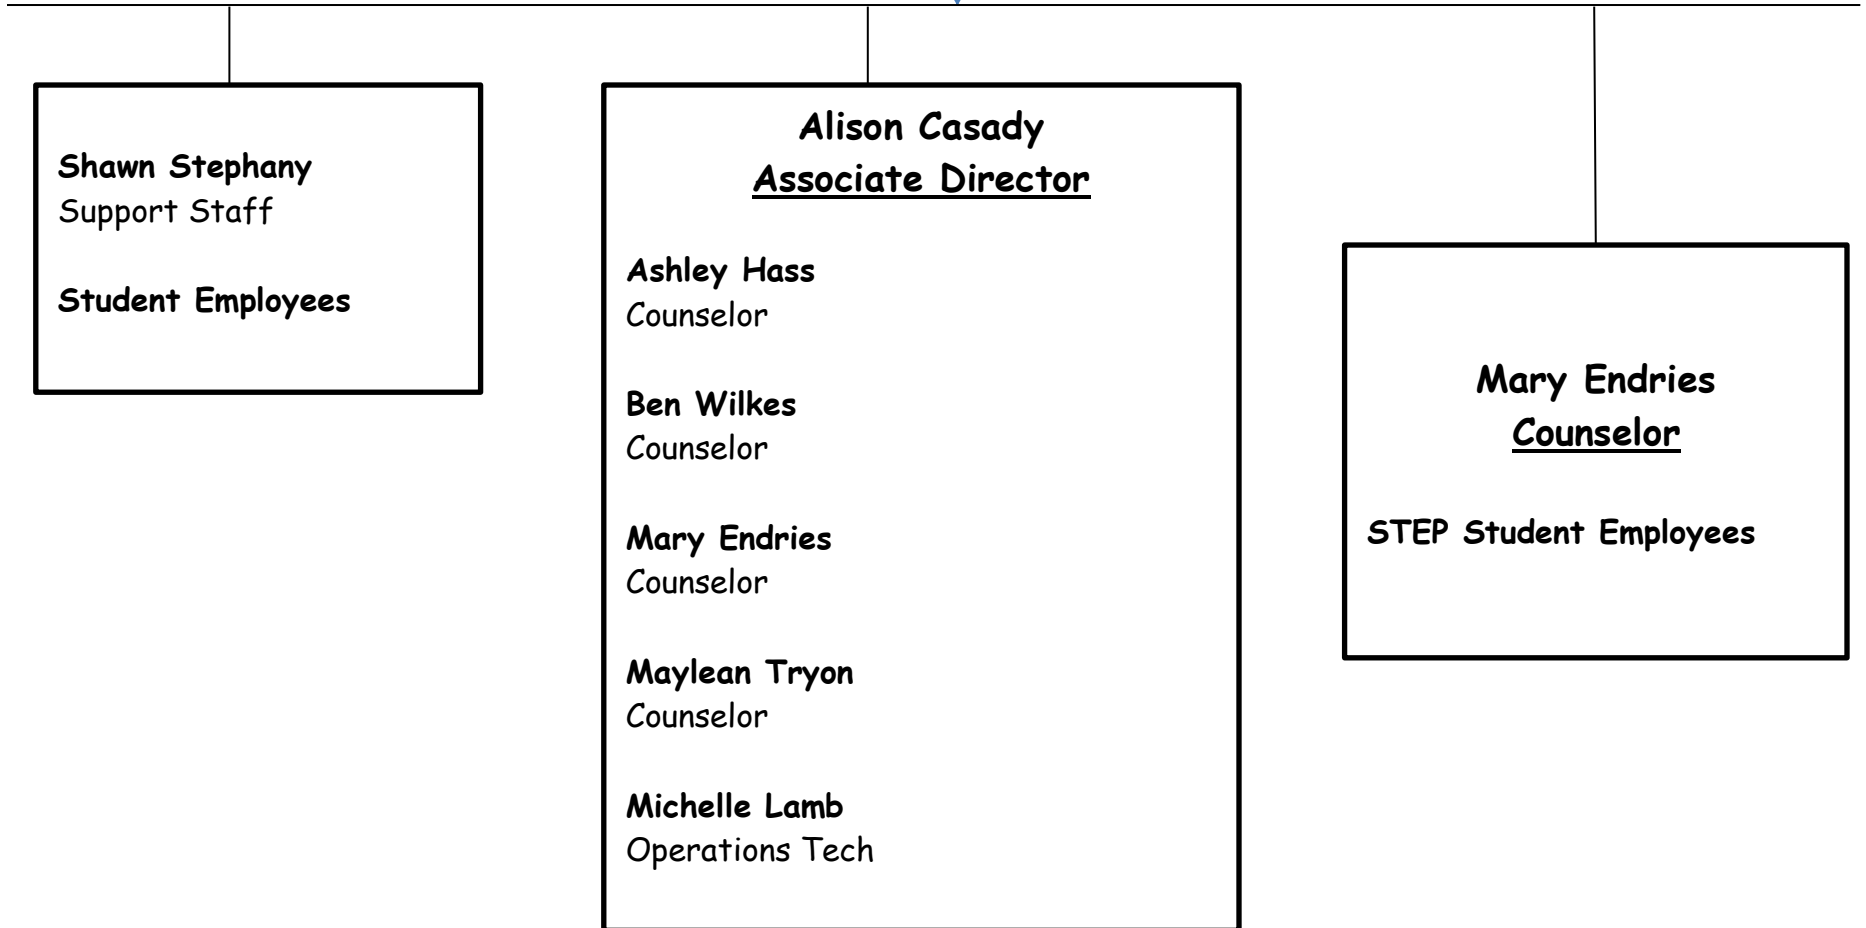 Shawn Stephany
Support Staff
Student Employees
Alison Casady
Associate Director
Ashley Hass
Counselor
Ben Wilkes
Counselor
Mary Endries
Counselor
Maylean Tryon
Counselor
Michelle Lamb
Operations Tech
Mary Endries
Counselor
STEP Student Employees